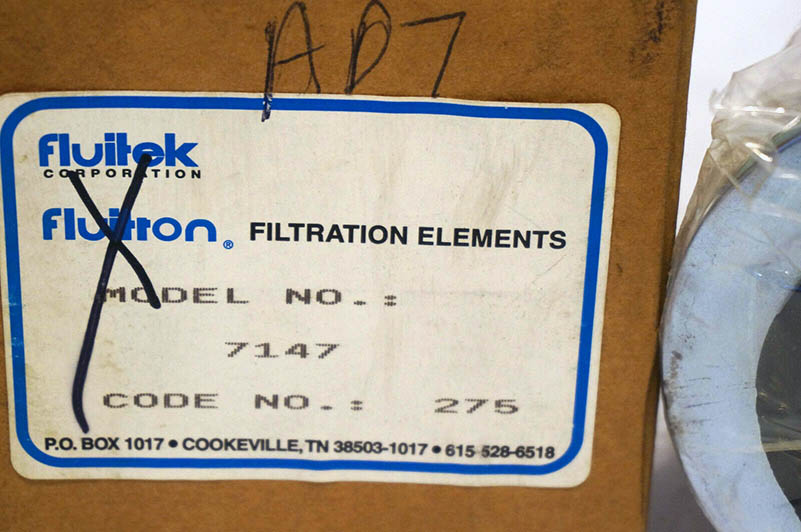 AD7
fluitek
CORPORATION
fluitron® FILTRATION ELEMENTS
MODEL NO.:
7147
CODE NO.: 275
P.O. BOX 1017 • COOKEVILLE, TN 38503-1017 • 615 528-6518